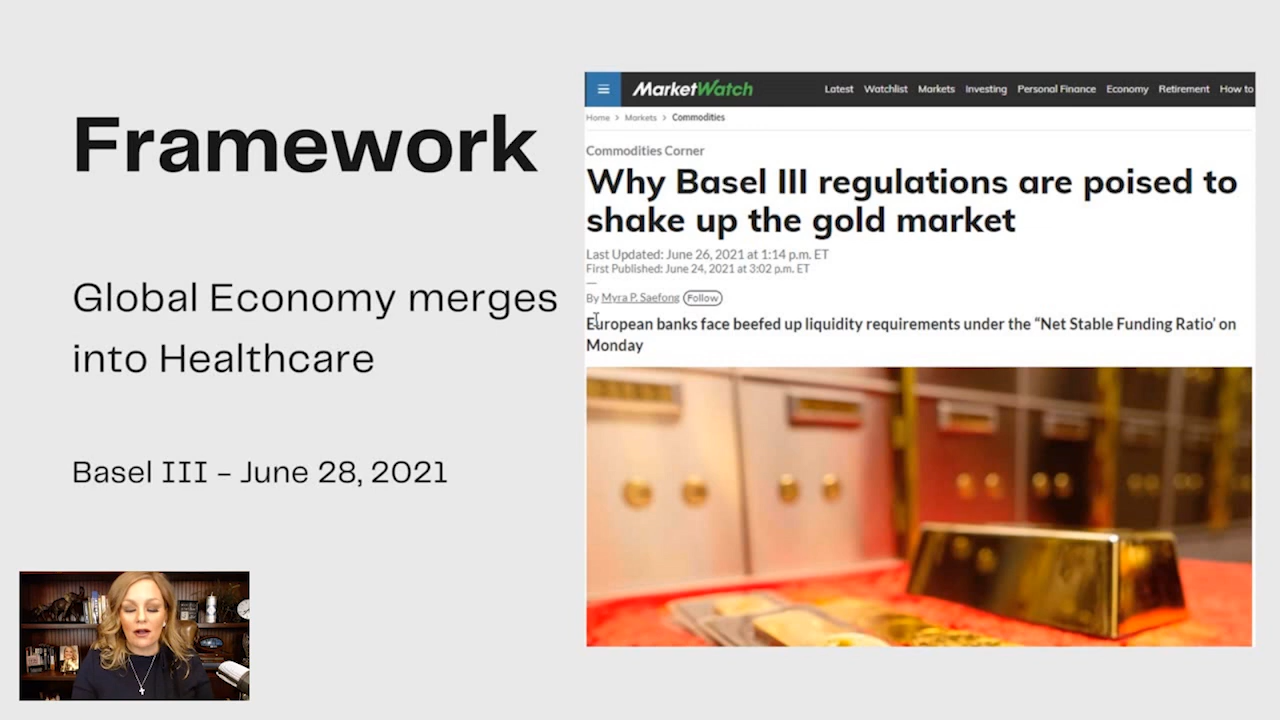 Framework
Global Economy merges
into Healthcare
Basel III – June 28, 2021
MarketWatch
Latest Watchlist Markets Investing Personal Finance Economy Retirement How to
Home > Markets > Commodities
Commodities Corner
Why Basel III regulations are poised to
shake up the gold market
Last Updated: June 26, 2021 at 1:14 p.m. ET
First Published: June 24, 2021 at 3:02 p.m. ET
By Myra P. Saefong Follow
European banks face beefed up liquidity requirements under the “Net Stable Funding Ratio’ on
Monday